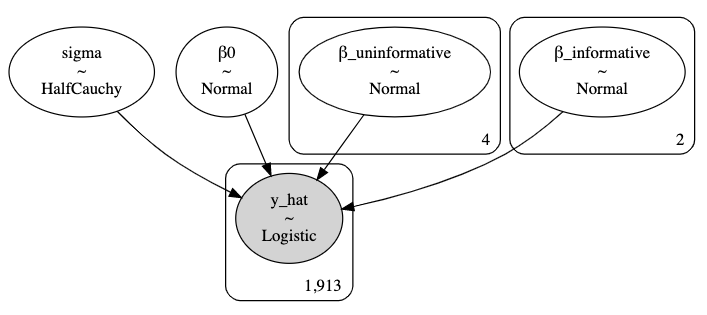 sigma
~
HalfCauchy
β0
~
Normal
β_uninformative
~
Normal
4
β_informative
~
Normal
2
y_hat
~
Logistic
1,913